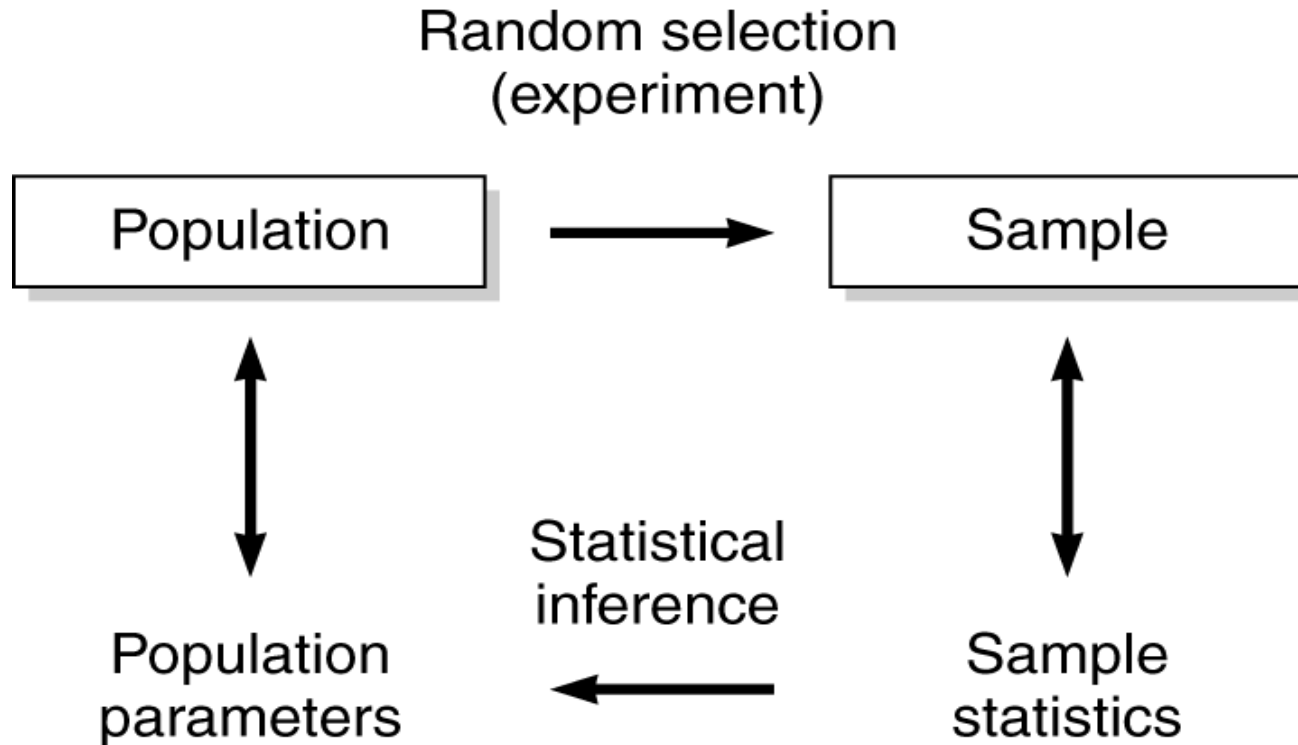 Random selection
(experiment)
Population
Sample
Statistical
inference
Population
parameters
Sample
statistics